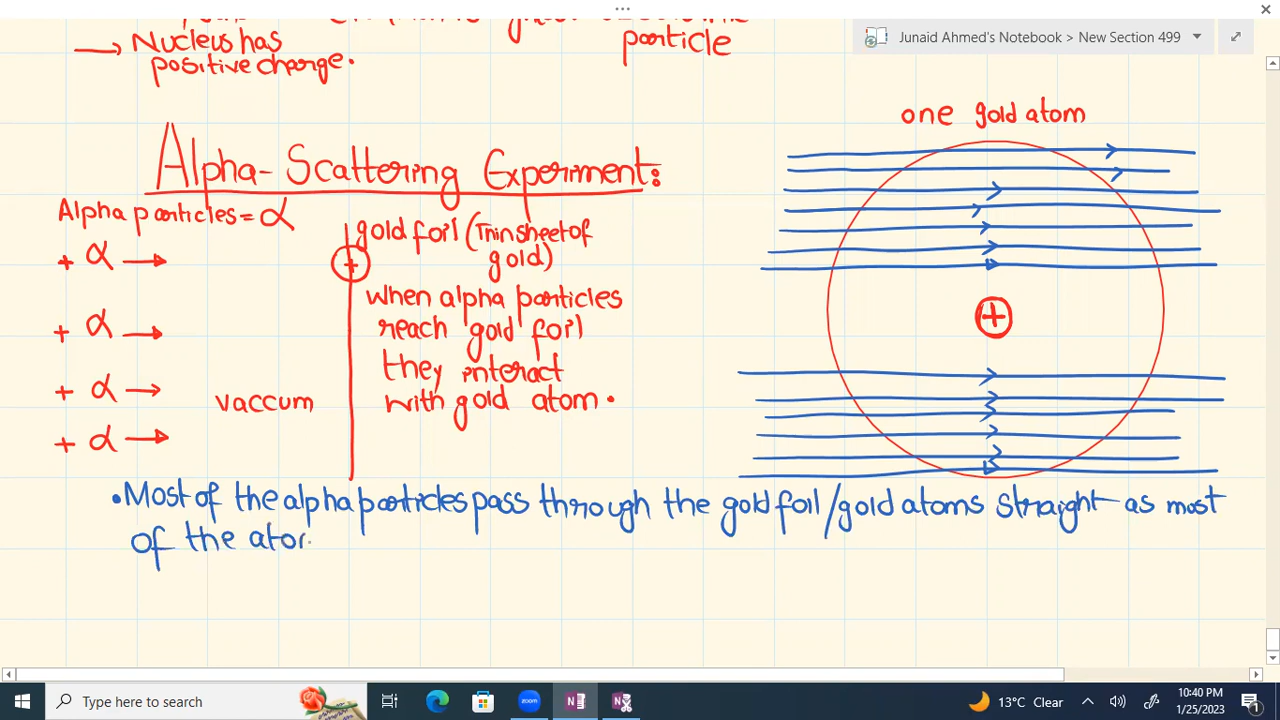 Junaid Ahmed's Notebook > New Section 499
→ Nucleus has
positive charge.
particle
Alpha-Scattering Experiment:
Alpha particles = α
+ α →
+ α →
+ α →
+ α →
vaccum
gold foil (Thin sheet of
gold)
+
when alpha particles
reach gold foil
they interact
with gold atom.
one gold atom
+
• Most of the alpha particles pass through the gold foil/gold atoms straight as most
of the ator
Type here to search
zoom
13°C Clear
10:40 PM
1/25/2023
1